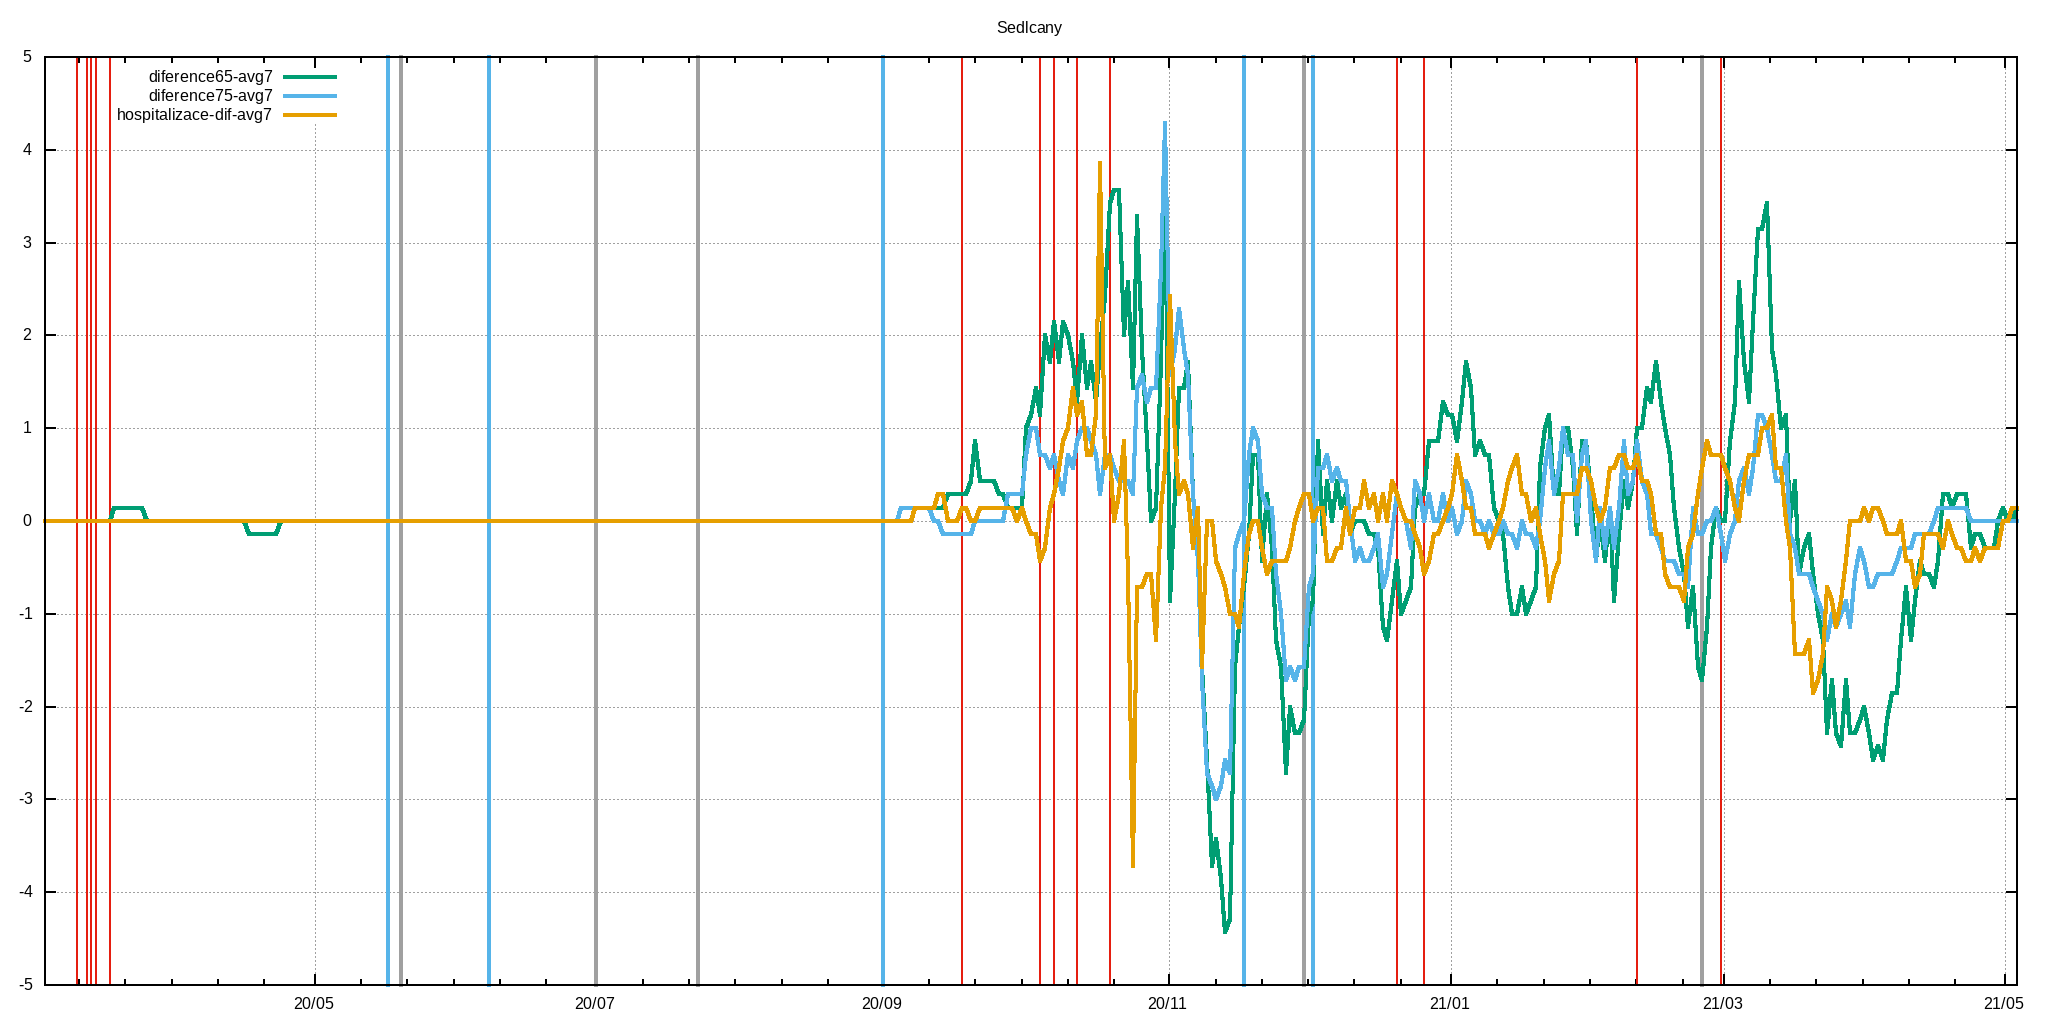 Sedlcany
diference65-avg7
diference75-avg7
hospitalizace-dif-avg7
5
4
3
2
1
0
-1
-2
-3
-4
-5
20/05 20/07 20/09 20/11 21/01 21/03 21/05